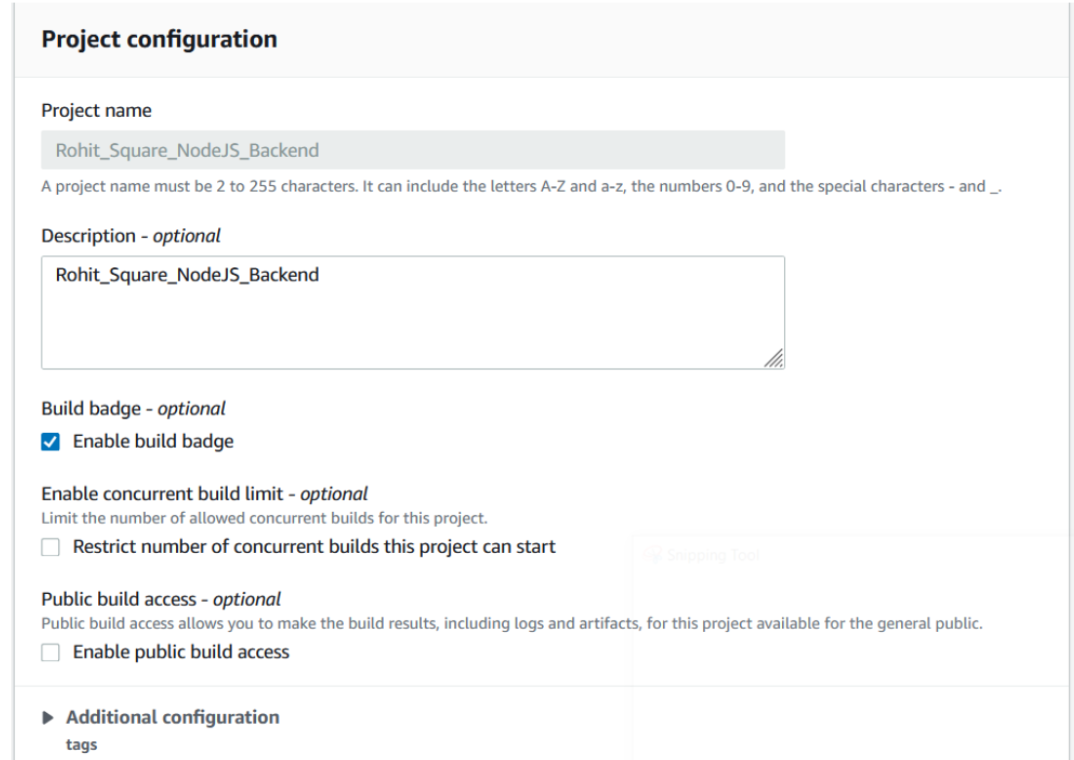 Project configuration
Project name
Rohit_Square_NodeJS_Backend
A project name must be 2 to 255 characters. It can include the letters A-Z and a-z, the numbers 0-9, and the special characters - and _.
Description - optional
Rohit_Square_NodeJS_Backend
Build badge - optional
Enable build badge
Enable concurrent build limit - optional
Limit the number of allowed concurrent builds for this project.
Restrict number of concurrent builds this project can start
Snipping Tool
Public build access - optional
Public build access allows you to make the build results, including logs and artifacts, for this project available for the general public.
Enable public build access
Additional configuration
tags